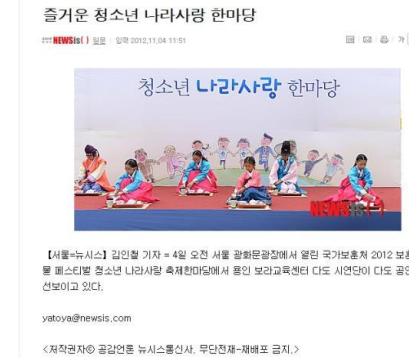 즐거운 청소년 나라사랑 한마당
NEWSis( ) 입력 2012.11.04 11:51
청소년 나라사랑 한마당
NEWSis( )
【서울=뉴시스】김인철 기자 = 4일 오전 서울 광화문광장에서 열린 국가보훈처 2012 보훈
물 페스티벌 청소년 나라사랑 축제한마당에서 용인 보라교육센터 다도 시연단이 다도 공연
선보이고 있다.
yatoya@newsis.com
<저작권자© 공감언론 뉴시스통신사. 무단전재-재배포 금지.>